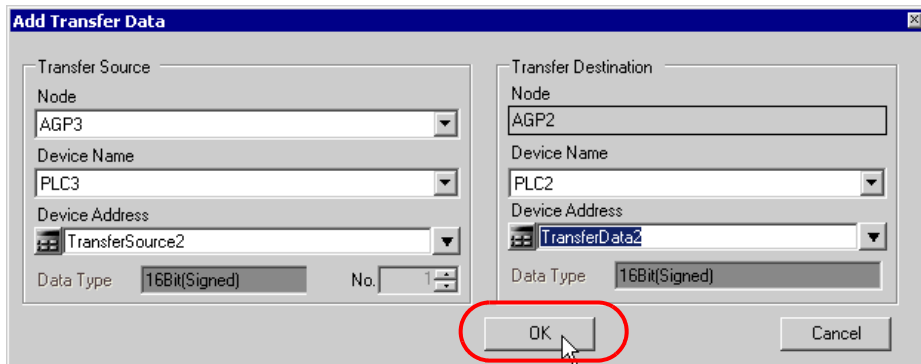 Add Transfer Data
Transfer Source
Node
AGP3
Device Name
PLC3
Device Address
TransferSource2
Data Type 16Bit(Signed) No. 1
Transfer Destination
Node
AGP2
Device Name
PLC2
Device Address
TransferData2
Data Type 16Bit(Signed)
OK Cancel